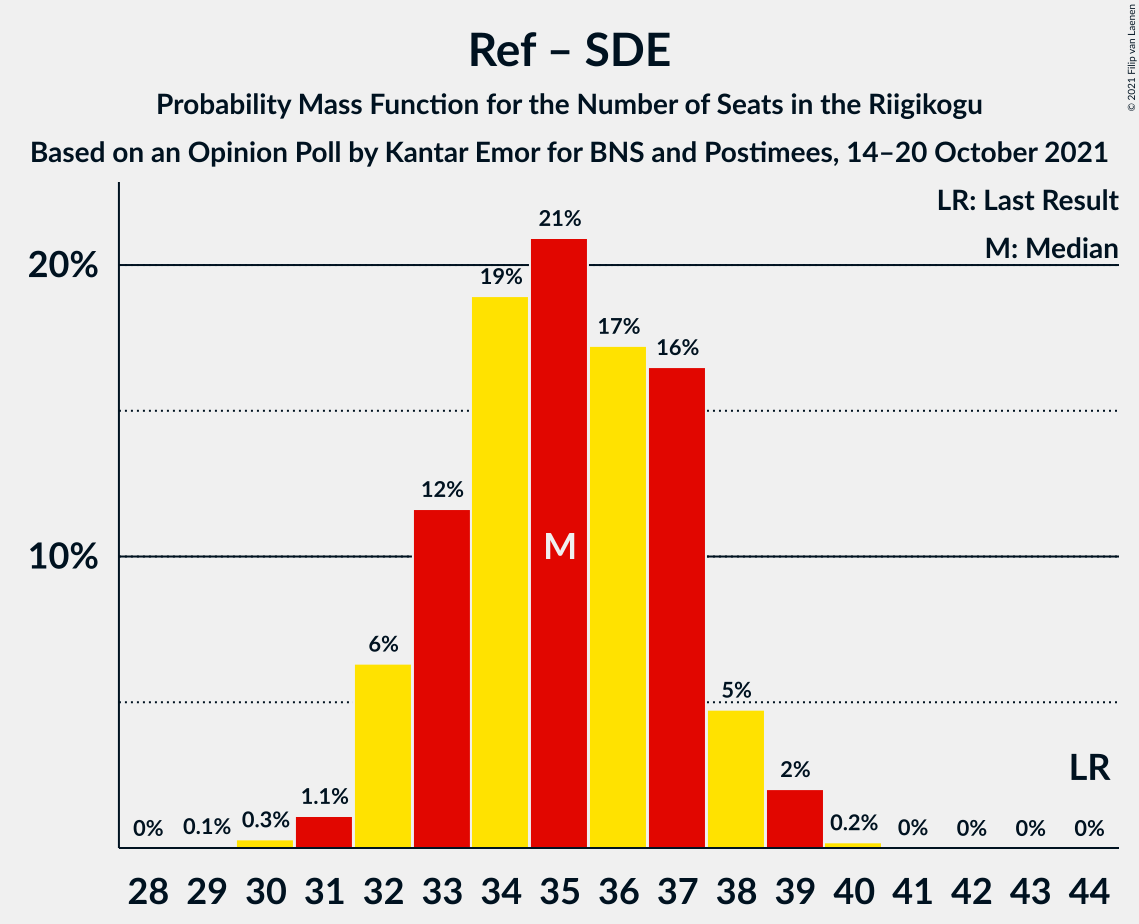 Ref – SDE
Probability Mass Function for the Number of Seats in the Riigikogu
Based on an Opinion Poll by Kantar Emor for BNS and Postimees, 14–20 October 2021
© 2021 Filip van Laenen
LR: Last Result
M: Median
20%
10%
0% 0.1% 0.3% 1.1% 6% 12% 19% 21% 17% 16% 5% 2% 0.2% 0% 0% 0% 0%
M
LR
28 29 30 31 32 33 34 35 36 37 38 39 40 41 42 43 44